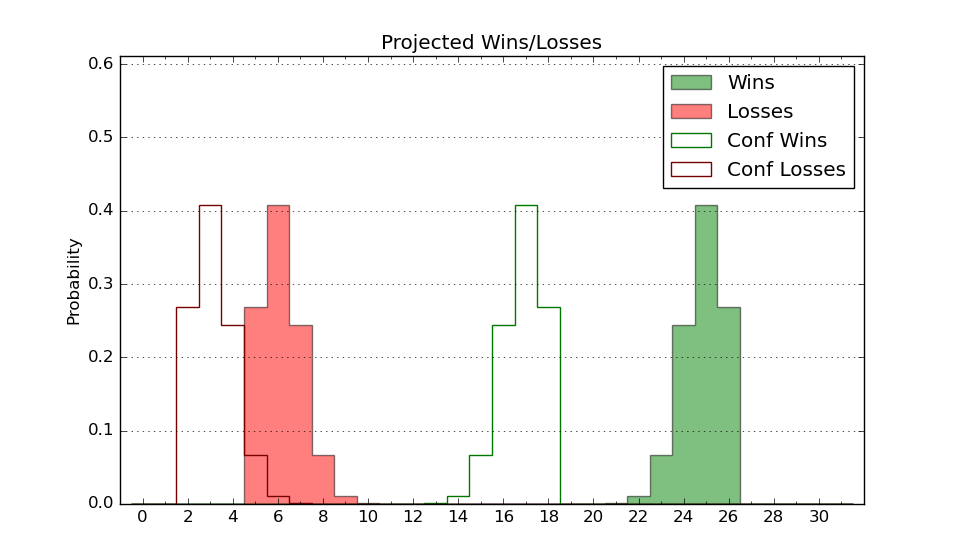 Projected Wins/Losses
0.6
0.5
0.4
0.3
0.2
0.1
0.0
Probability
Wins
Losses
Conf Wins
Conf Losses
0 2 4 6 8 10 12 14 16 18 20 22 24 26 28 30